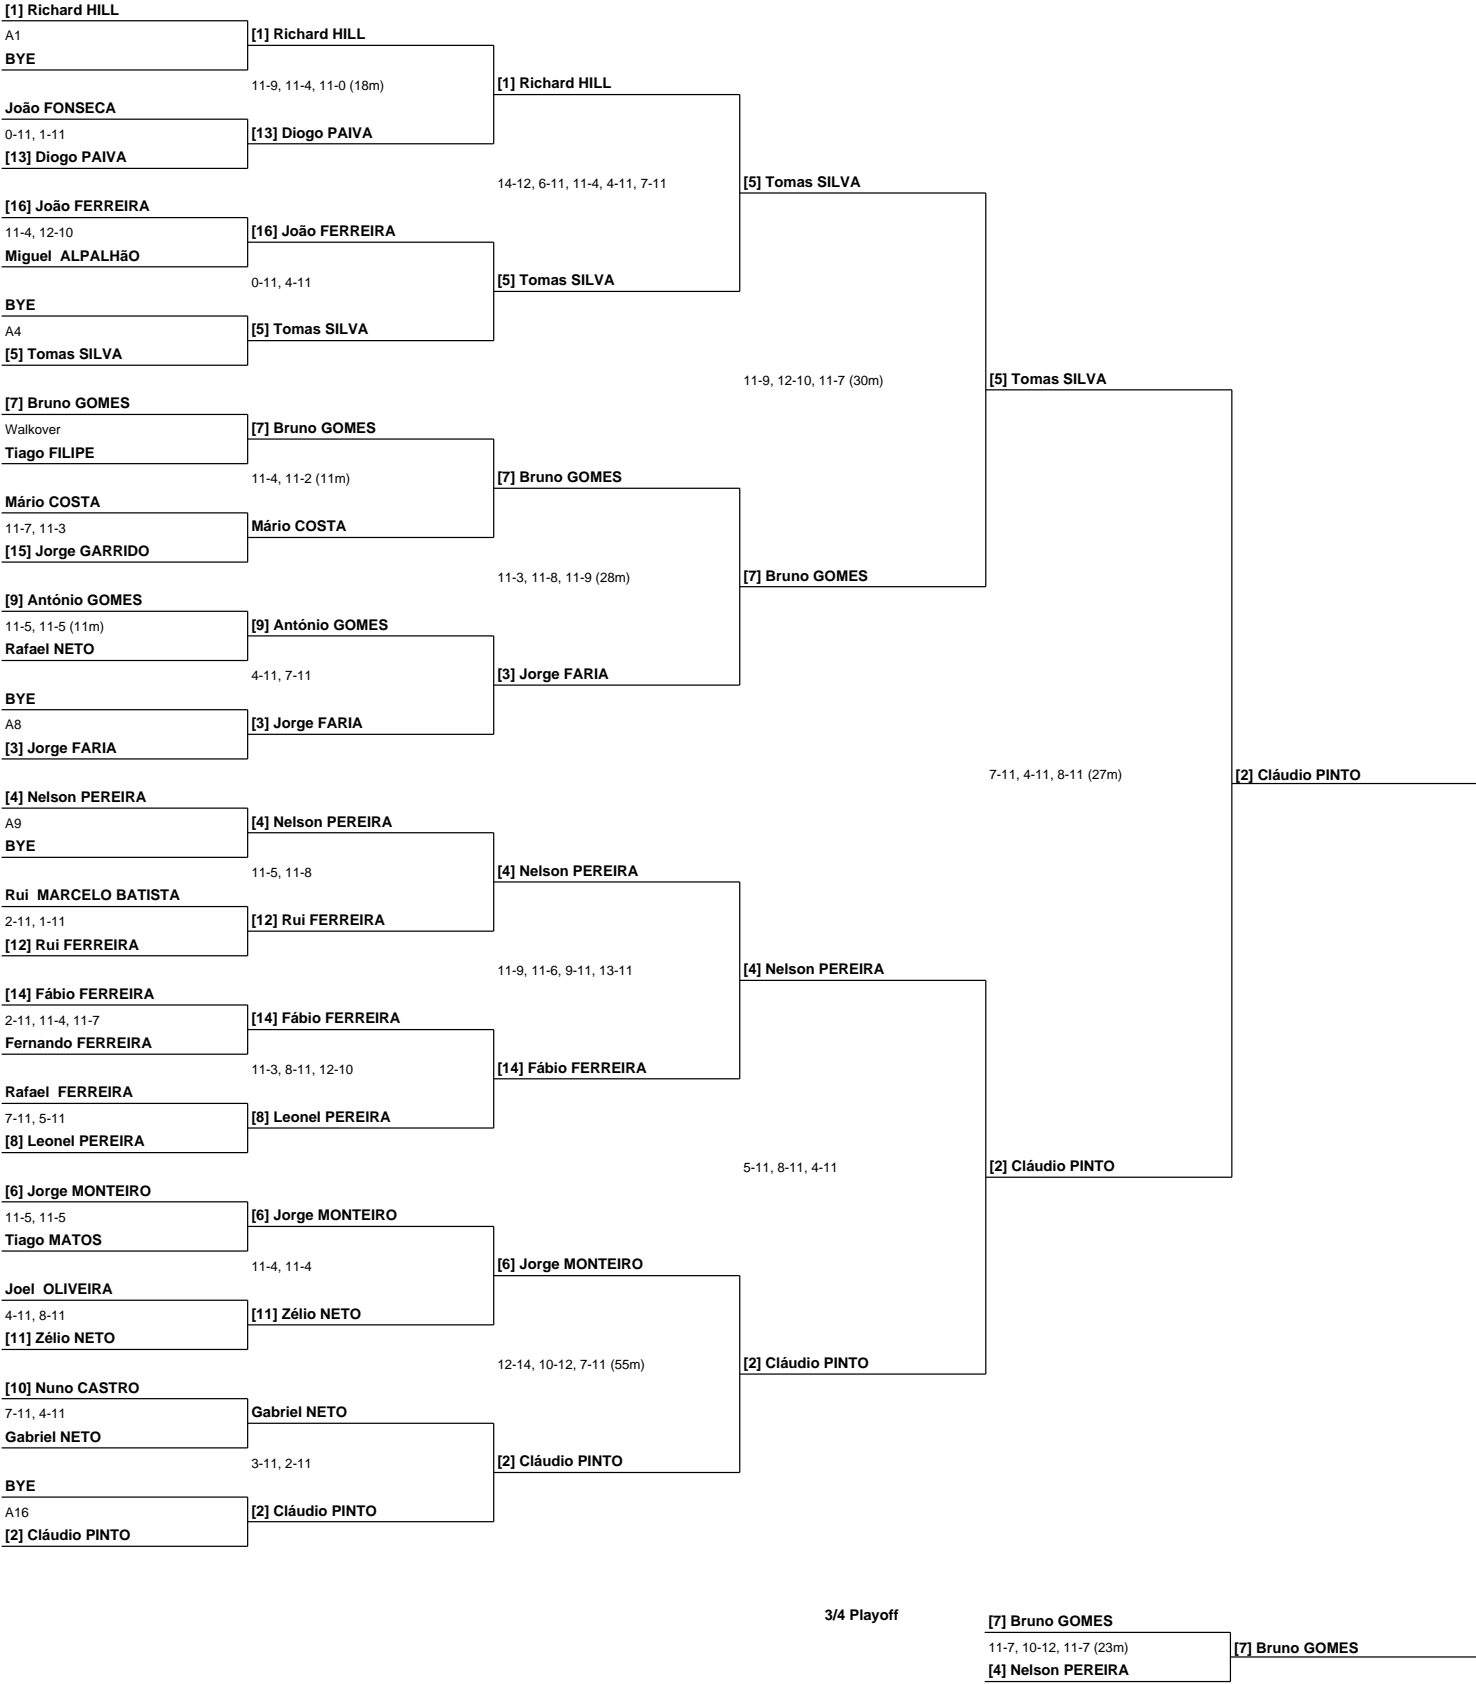 [1] Richard HILL
A1
[1] Richard HILL
BYE
11-9, 11-4, 11-0 (18m)
[1] Richard HILL
João FONSECA
0-11, 1-11
[13] Diogo PAIVA
[13] Diogo PAIVA
14-12, 6-11, 11-4, 4-11, 7-11
[5] Tomas SILVA
[16] João FERREIRA
11-4, 12-10
[16] João FERREIRA
Miguel  ALPALHãO
0-11, 4-11
[5] Tomas SILVA
BYE
A4
[5] Tomas SILVA
[5] Tomas SILVA
11-9, 12-10, 11-7 (30m)
[5] Tomas SILVA
[7] Bruno GOMES
Walkover
[7] Bruno GOMES
Tiago FILIPE
11-4, 11-2 (11m)
[7] Bruno GOMES
Mário COSTA
11-7, 11-3
Mário COSTA
[15] Jorge GARRIDO
11-3, 11-8, 11-9 (28m)
[7] Bruno GOMES
[9] António GOMES
11-5, 11-5 (11m)
[9] António GOMES
Rafael NETO
4-11, 7-11
[3] Jorge FARIA
BYE
A8
[3] Jorge FARIA
[3] Jorge FARIA
7-11, 4-11, 8-11 (27m)
[2] Cláudio PINTO
[4] Nelson PEREIRA
A9
[4] Nelson PEREIRA
BYE
11-5, 11-8
[4] Nelson PEREIRA
Rui  MARCELO BATISTA
2-11, 1-11
[12] Rui FERREIRA
[12] Rui FERREIRA
11-9, 11-6, 9-11, 13-11
[4] Nelson PEREIRA
[14] Fábio FERREIRA
2-11, 11-4, 11-7
[14] Fábio FERREIRA
Fernando FERREIRA
11-3, 8-11, 12-10
[14] Fábio FERREIRA
Rafael  FERREIRA
7-11, 5-11
[8] Leonel PEREIRA
[8] Leonel PEREIRA
5-11, 8-11, 4-11
[2] Cláudio PINTO
[6] Jorge MONTEIRO
11-5, 11-5
[6] Jorge MONTEIRO
Tiago MATOS
11-4, 11-4
[6] Jorge MONTEIRO
Joel  OLIVEIRA
4-11, 8-11
[11] Zélio NETO
[11] Zélio NETO
12-14, 10-12, 7-11 (55m)
[2] Cláudio PINTO
[10] Nuno CASTRO
7-11, 4-11
Gabriel NETO
Gabriel NETO
3-11, 2-11
[2] Cláudio PINTO
BYE
A16
[2] Cláudio PINTO
[2] Cláudio PINTO
3/4 Playoff
[7] Bruno GOMES
11-7, 10-12, 11-7 (23m)
[7] Bruno GOMES
[4] Nelson PEREIRA